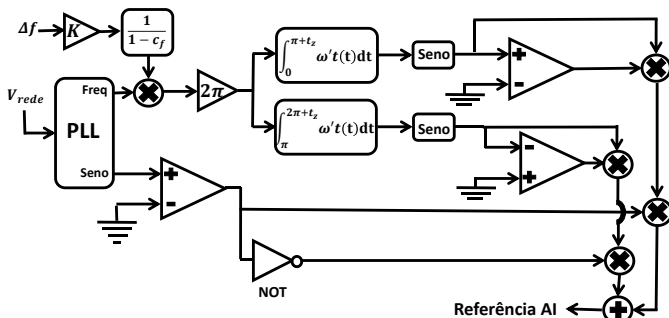 Δf
K
1
1 - c_f
∫_0^{π+t_z} ω't(t)dt
Seno
+
-
V_rede
Freq
PLL
Seno
2π
∫_π^{2π+t_z} ω't(t)dt
Seno
-
+
+
-
NOT
Referência AI
+